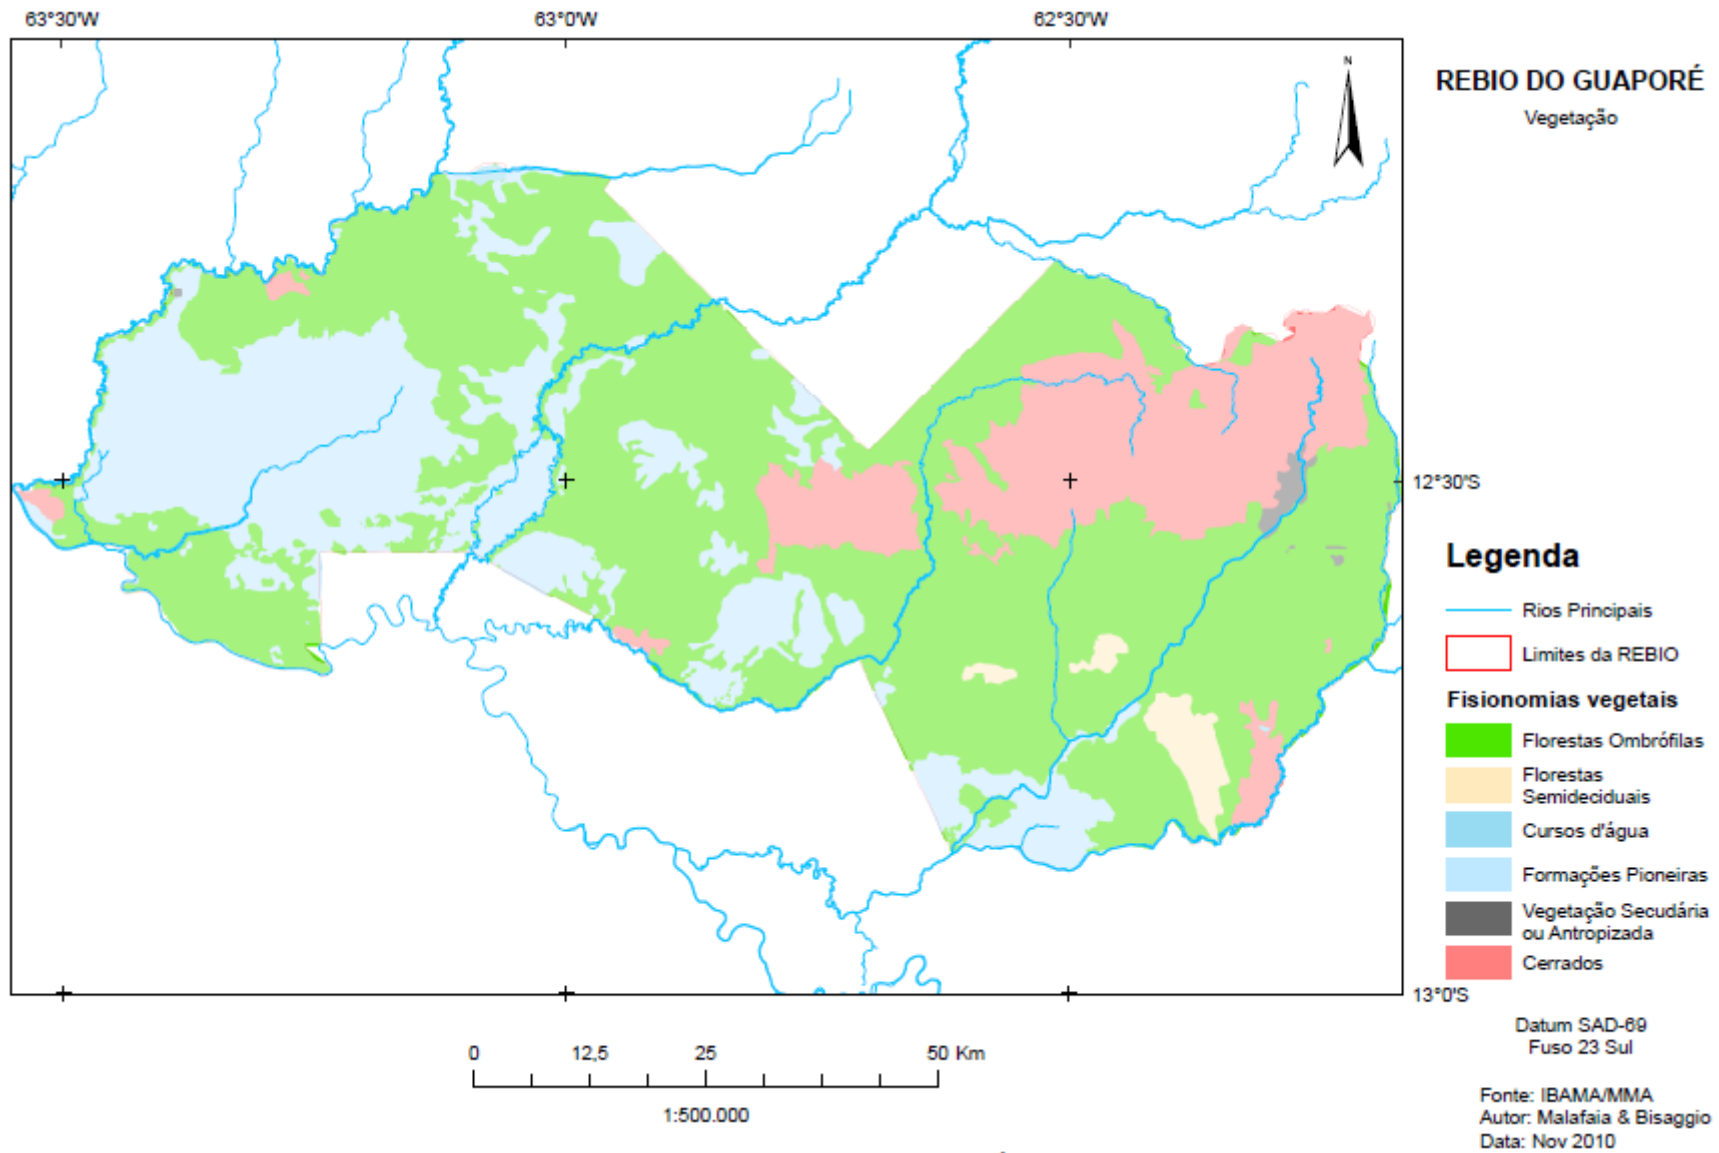 63°30'W
63°0'W
62°30'W
N
REBIO DO GUAPORÉ
Vegetação
12°30'S
Legenda
Rios Principais
Limites da REBIO
Fisionomias vegetais
Florestas Ombrófilas
Florestas
Semideciduais
Cursos d'água
Formações Pioneiras
Vegetação Secudária
ou Antropizada
Cerrados
13°0'S
Datum SAD-69
Fuso 23 Sul
0 12,5 25 50 Km
1:500.000
Fonte: IBAMA/MMA
Autor: Malafaia & Bisaggio
Data: Nov 2010